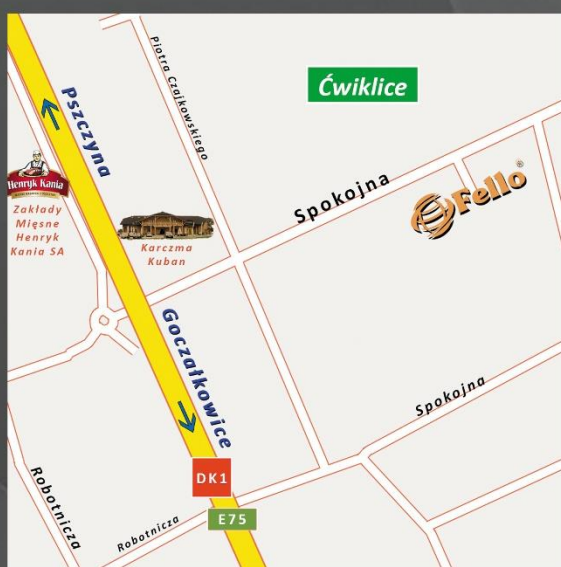 Piotra Czajkowskiego
Ćwiklice
Pszczyna
Henryk Kania
Zakłady
Mięsne
Henryk
Kania SA
Karczma
Kuban
Spokojna
Fello®
Goczałkowice
Spokojna
DK1
E75
Robotnicza
Robotnicza